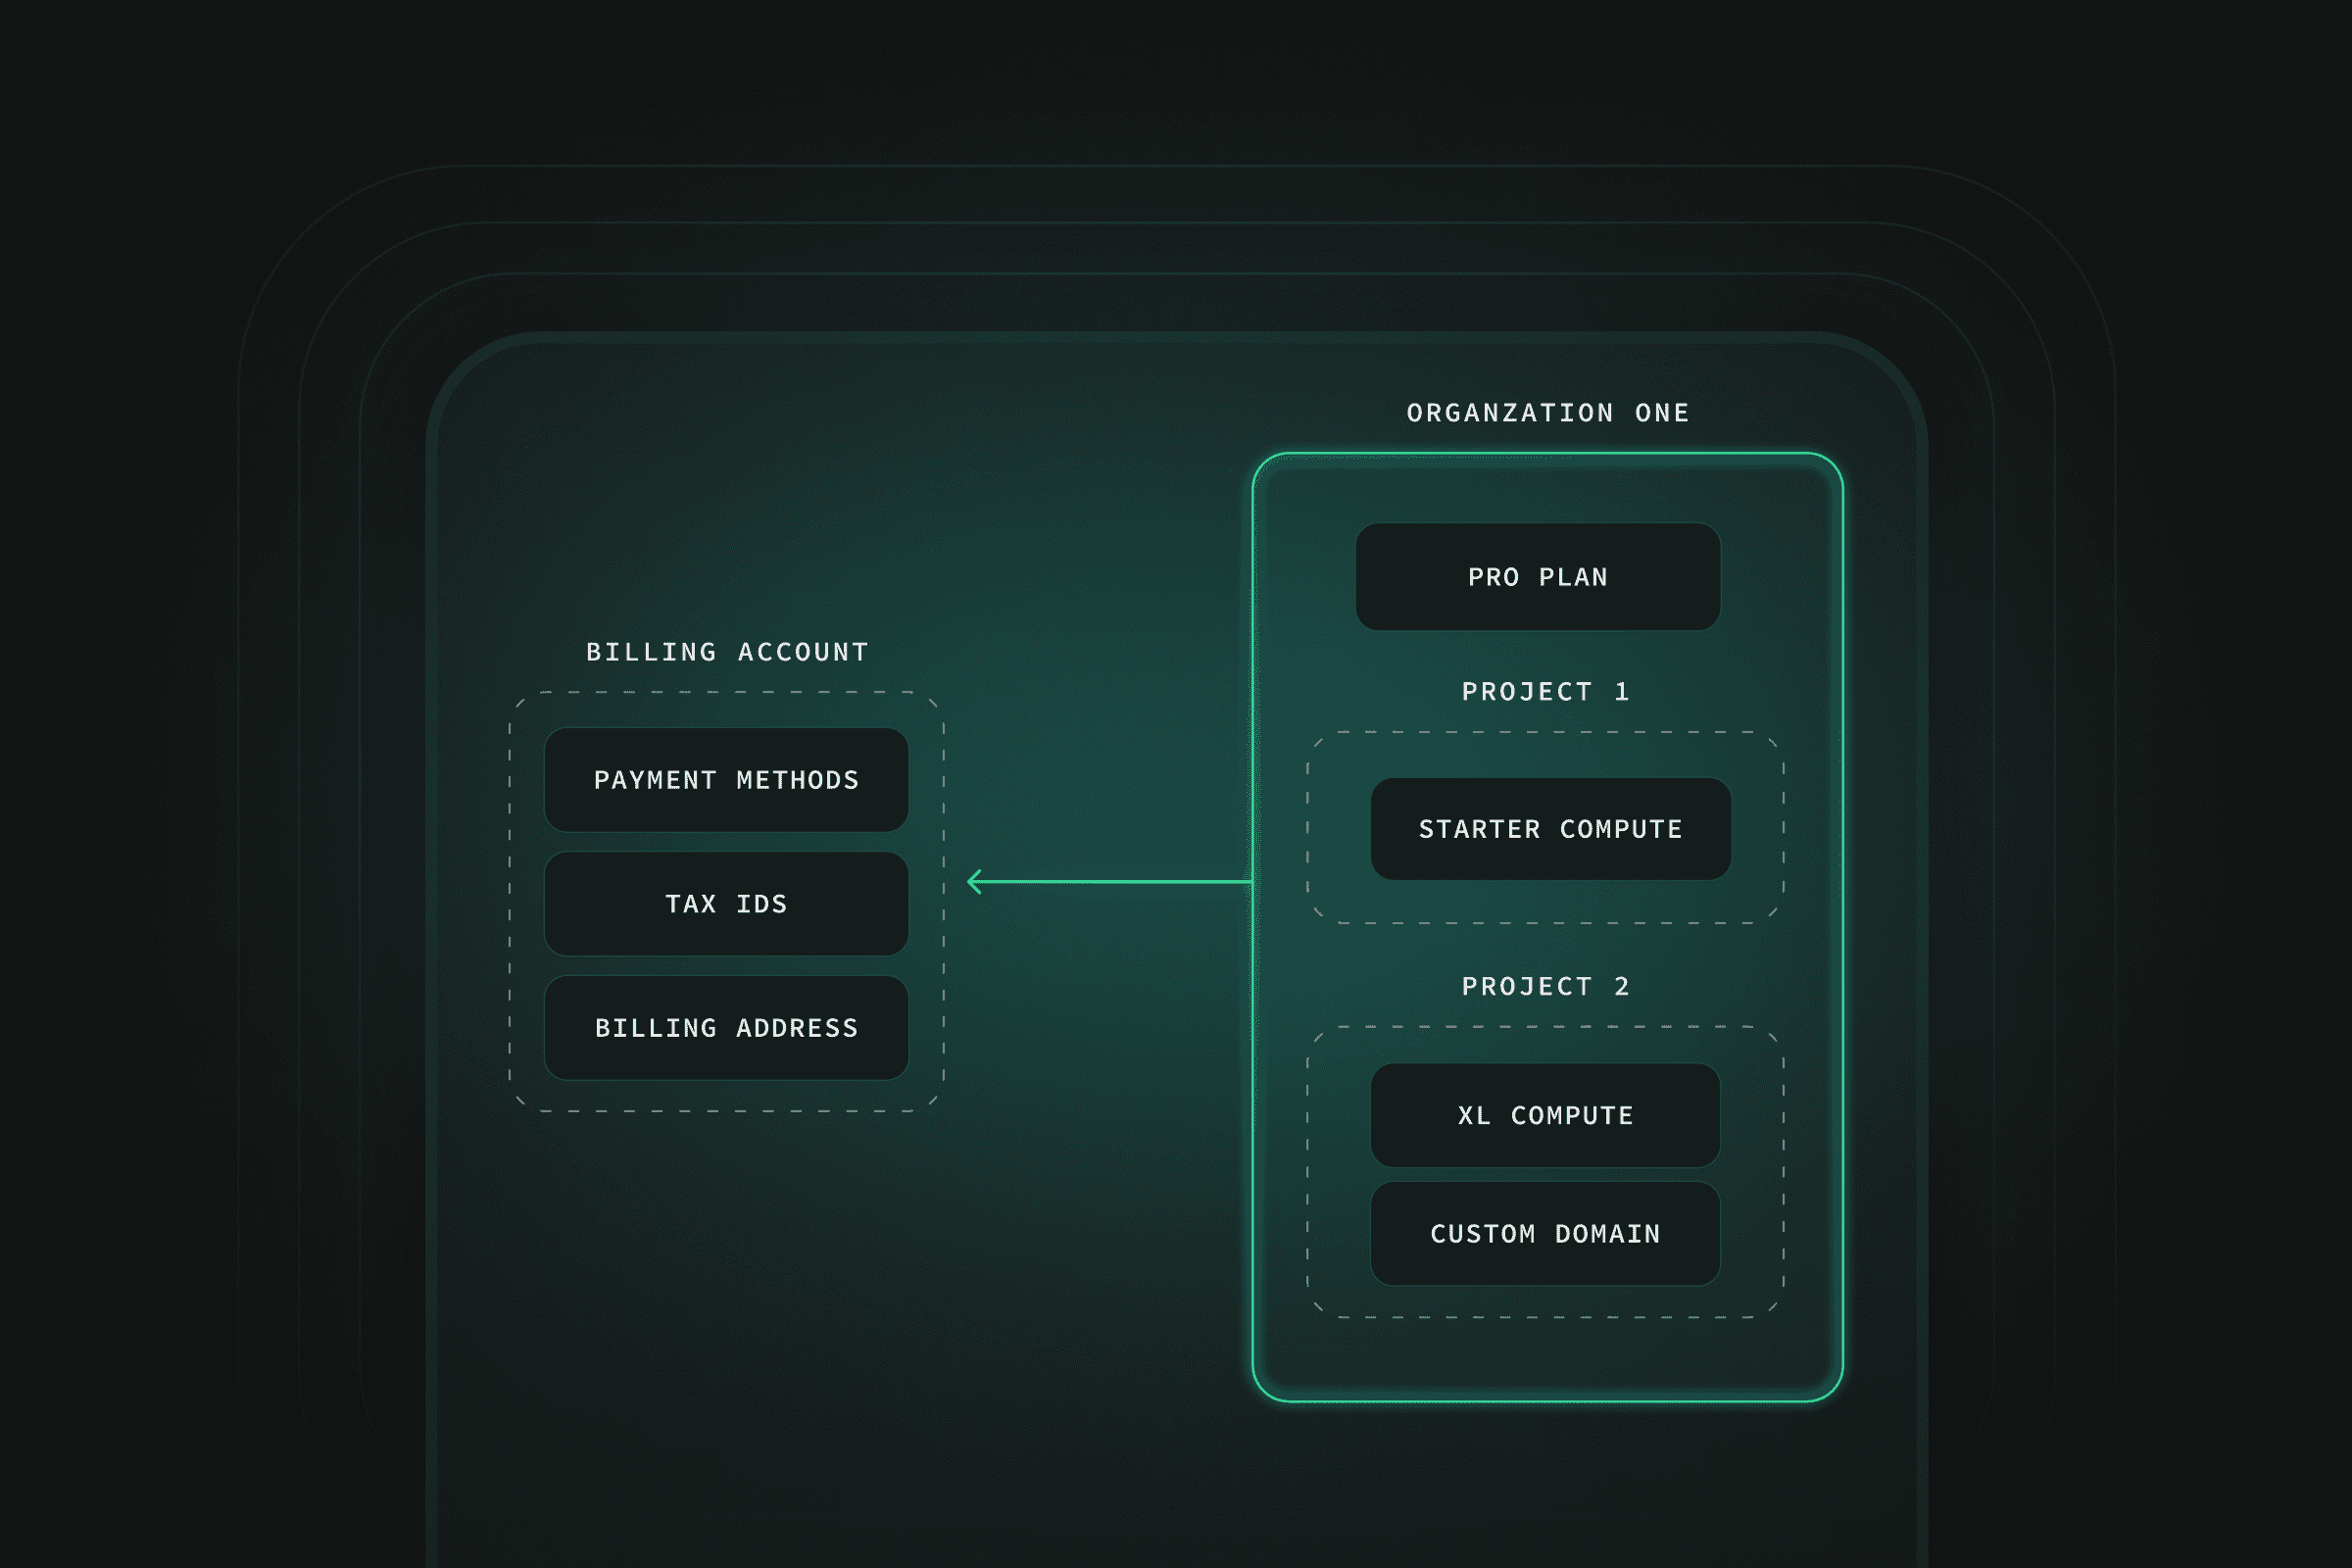 BILLING ACCOUNT
PAYMENT METHODS
TAX IDS
BILLING ADDRESS
ORGANZATION ONE
PRO PLAN
PROJECT 1
STARTER COMPUTE
PROJECT 2
XL COMPUTE
CUSTOM DOMAIN